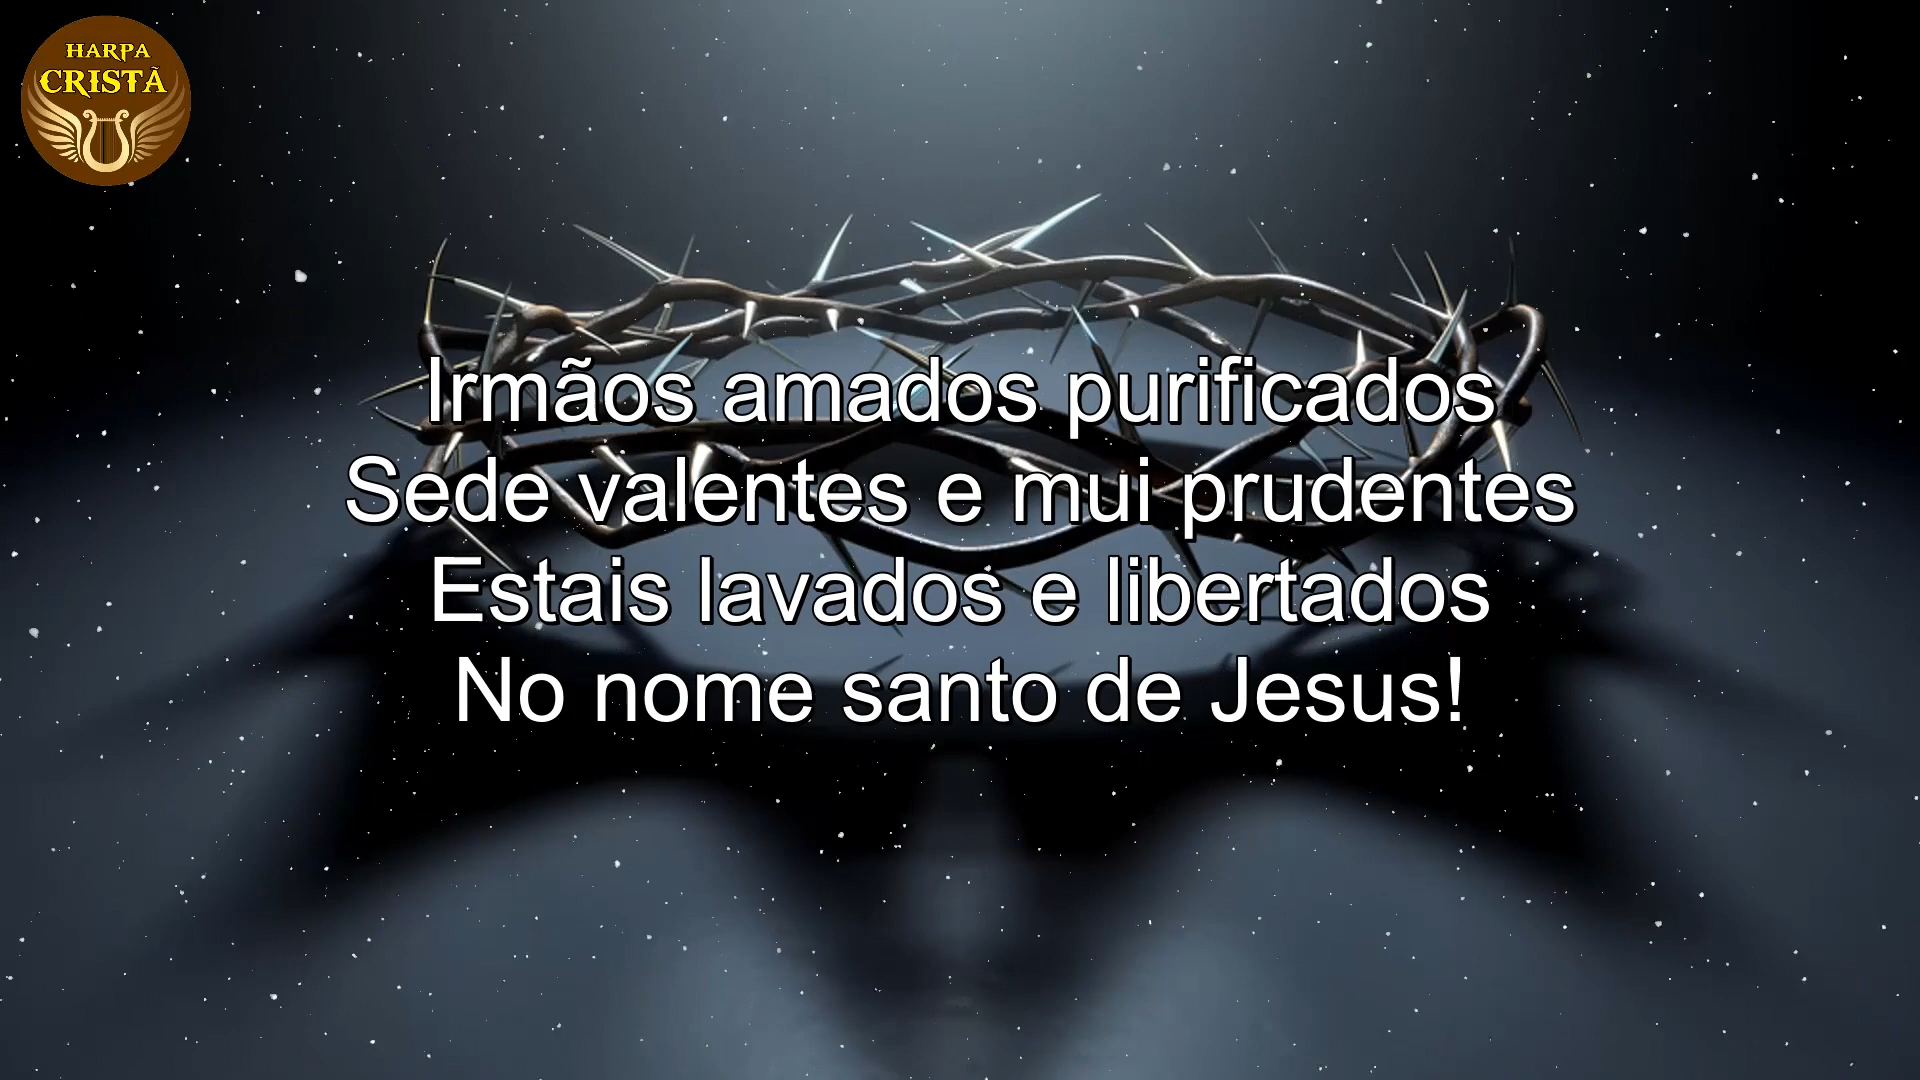 HARPA
CRISTÃ
Irmãos amados purificados
Sede valentes e mui prudentes
Estais lavados e libertados
No nome santo de Jesus!